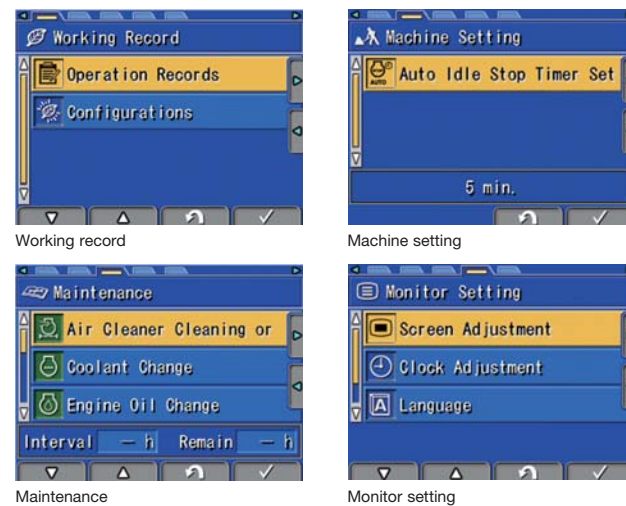 Working Record
Operation Records
Configurations
Working record
Machine Setting
AUTO
Auto Idle Stop Timer Set
5 min.
Machine setting
Maintenance
Air Cleaner Cleaning or
Coolant Change
Engine Oil Change
Interval — h Remain — h
Maintenance
Monitor Setting
Screen Adjustment
Clock Adjustment
A Language
Monitor setting